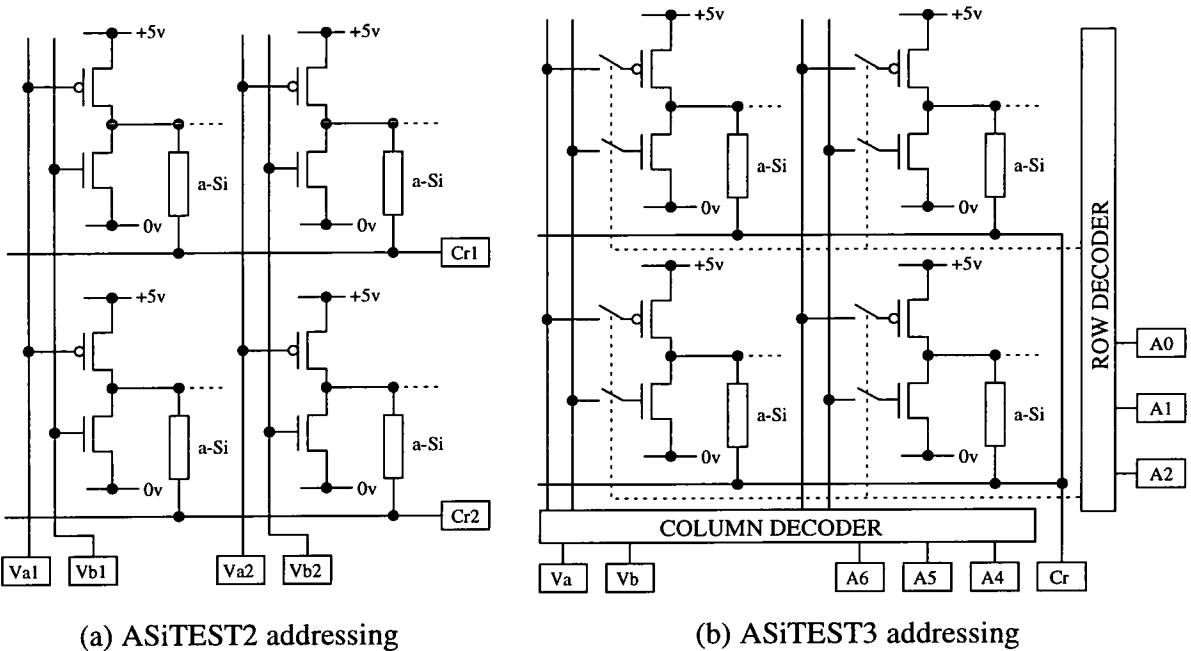 +5v
+5v
a-Si
a-Si
0v
0v
Cr1
+5v
+5v
a-Si
a-Si
0v
0v
Cr2
Va1
Vb1
Va2
Vb2
(a) ASiTEST2 addressing
+5v
+5v
a-Si
a-Si
0v
0v
+5v
+5v
a-Si
a-Si
0v
0v
ROW DECODER
A0
A1
A2
COLUMN DECODER
Va
Vb
A6
A5
A4
Cr
(b) ASiTEST3 addressing